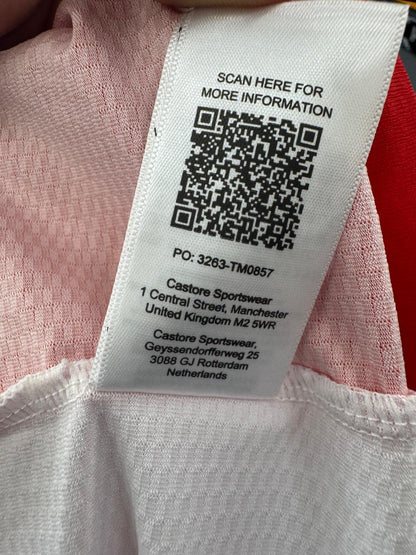 SCAN HERE FOR
MORE INFORMATION
PO: 3263-TM0857
Castore Sportswear
1 Central Street, Manchester
United Kingdom M2 5WR
Castore Sportswear,
Geyssendorfferweg 25
3088 GJ Rotterdam
Netherlands